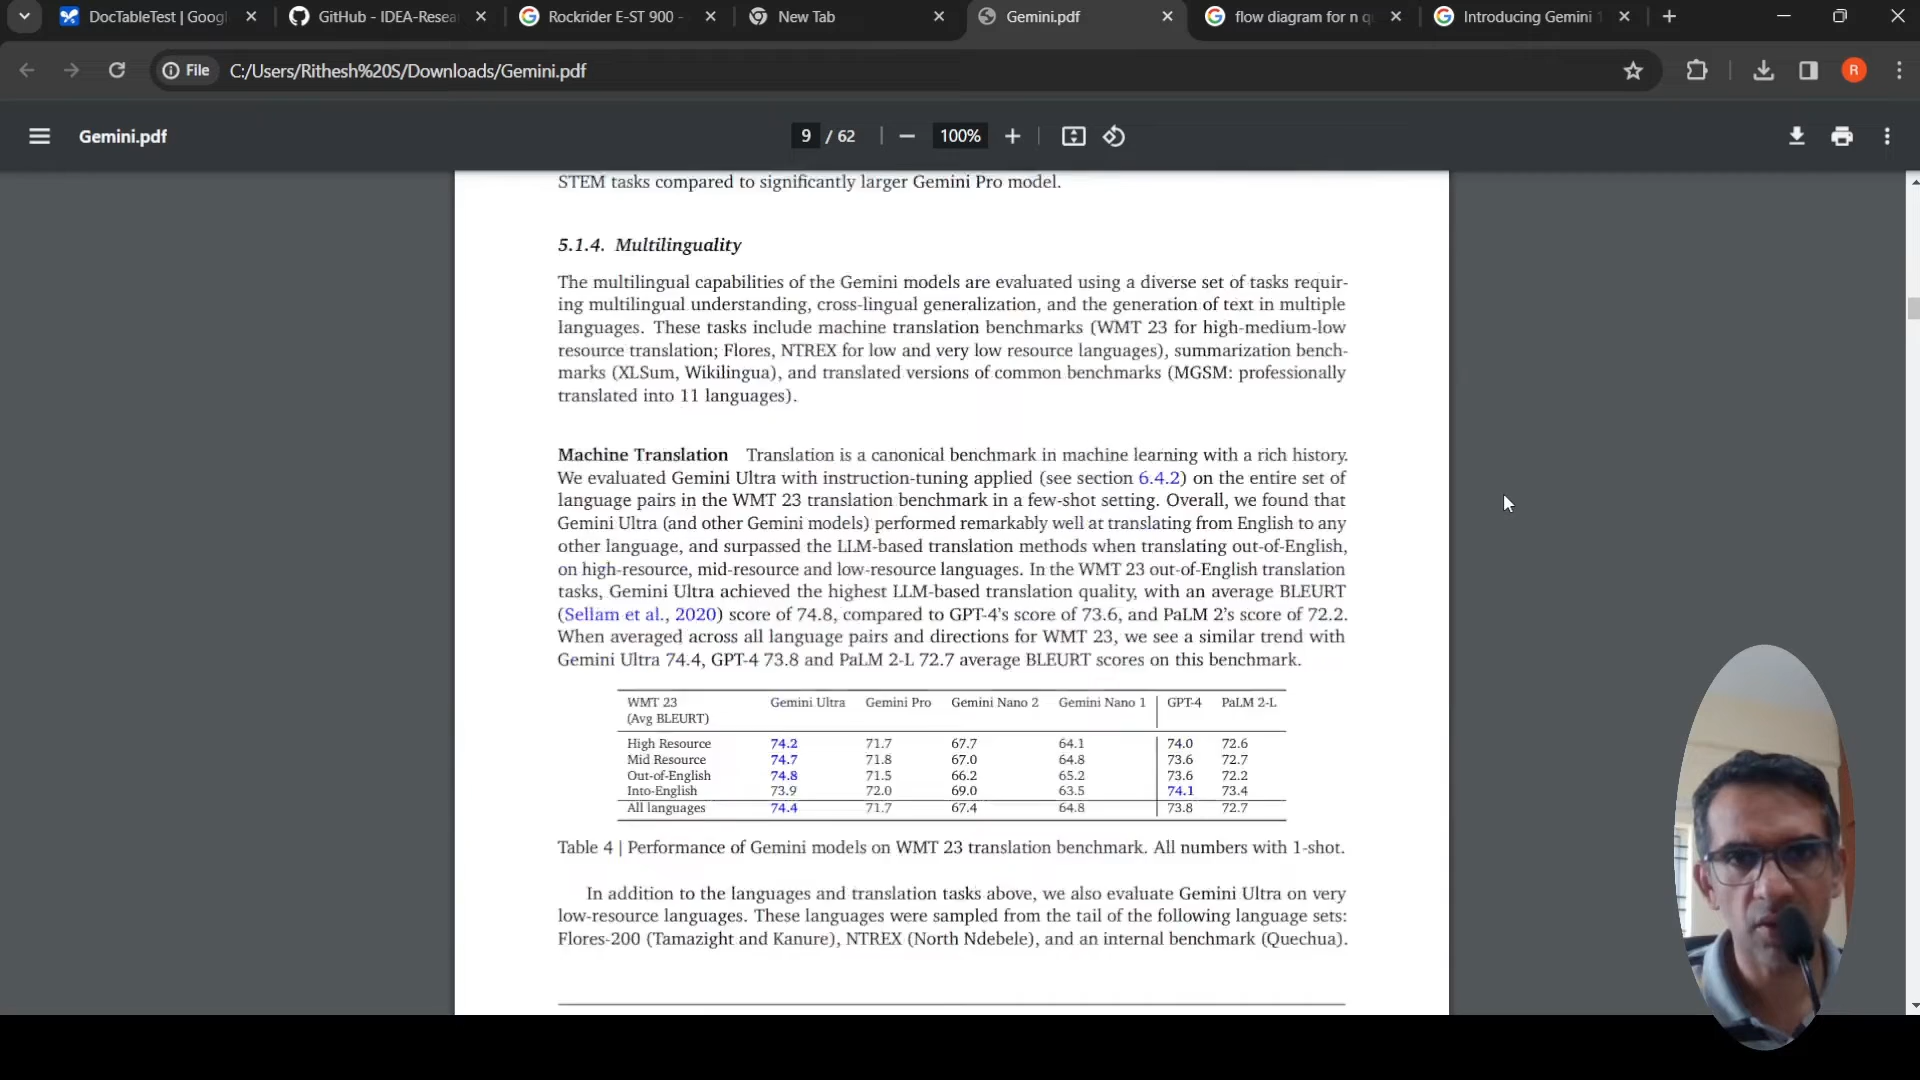 DocTableTest | Googl
GitHub - IDEA-Resea
Rockrider E-ST 900 -
New Tab
Gemini.pdf
flow diagram for n q
Introducing Gemini 1
File
C:/Users/Rithesh%20S/Downloads/Gemini.pdf
R
Gemini.pdf
9 / 62
100%
STEM tasks compared to significantly larger Gemini Pro model.
5.1.4. Multilinguality
The multilingual capabilities of the Gemini models are evaluated using a diverse set of tasks requir-
ing multilingual understanding, cross-lingual generalization, and the generation of text in multiple
languages. These tasks include machine translation benchmarks (WMT 23 for high-medium-low
resource translation; Flores, NTREX for low and very low resource languages), summarization bench-
marks (XLSum, Wikilingua), and translated versions of common benchmarks (MGSM: professionally
translated into 11 languages).
Machine Translation Translation is a canonical benchmark in machine learning with a rich history.
We evaluated Gemini Ultra with instruction-tuning applied (see section 6.4.2) on the entire set of
language pairs in the WMT 23 translation benchmark in a few-shot setting. Overall, we found that
Gemini Ultra (and other Gemini models) performed remarkably well at translating from English to any
other language, and surpassed the LLM-based translation methods when translating out-of-English,
on high-resource, mid-resource and low-resource languages. In the WMT 23 out-of-English translation
tasks, Gemini Ultra achieved the highest LLM-based translation quality, with an average BLEURT
(Sellam et al., 2020) score of 74.8, compared to GPT-4's score of 73.6, and PaLM 2's score of 72.2.
When averaged across all language pairs and directions for WMT 23, we see a similar trend with
Gemini Ultra 74.4, GPT-4 73.8 and PaLM 2-L 72.7 average BLEURT scores on this benchmark.
WMT 23 Gemini Ultra Gemini Pro Gemini Nano 2 Gemini Nano 1 GPT-4 PaLM 2-L
(Avg BLEURT)
High Resource 74.2 71.7 67.7 64.1 74.0 72.6
Mid Resource 74.7 71.8 67.0 64.8 73.6 72.7
Out-of-English 74.8 71.5 66.2 65.2 73.6 72.2
Into-English 73.9 72.0 69.0 63.5 74.1 73.4
All languages 74.4 71.7 67.4 64.8 73.8 72.7
Table 4 | Performance of Gemini models on WMT 23 translation benchmark. All numbers with 1-shot.
In addition to the languages and translation tasks above, we also evaluate Gemini Ultra on very
low-resource languages. These languages were sampled from the tail of the following language sets:
Flores-200 (Tamazight and Kanure), NTREX (North Ndebele), and an internal benchmark (Quechua).